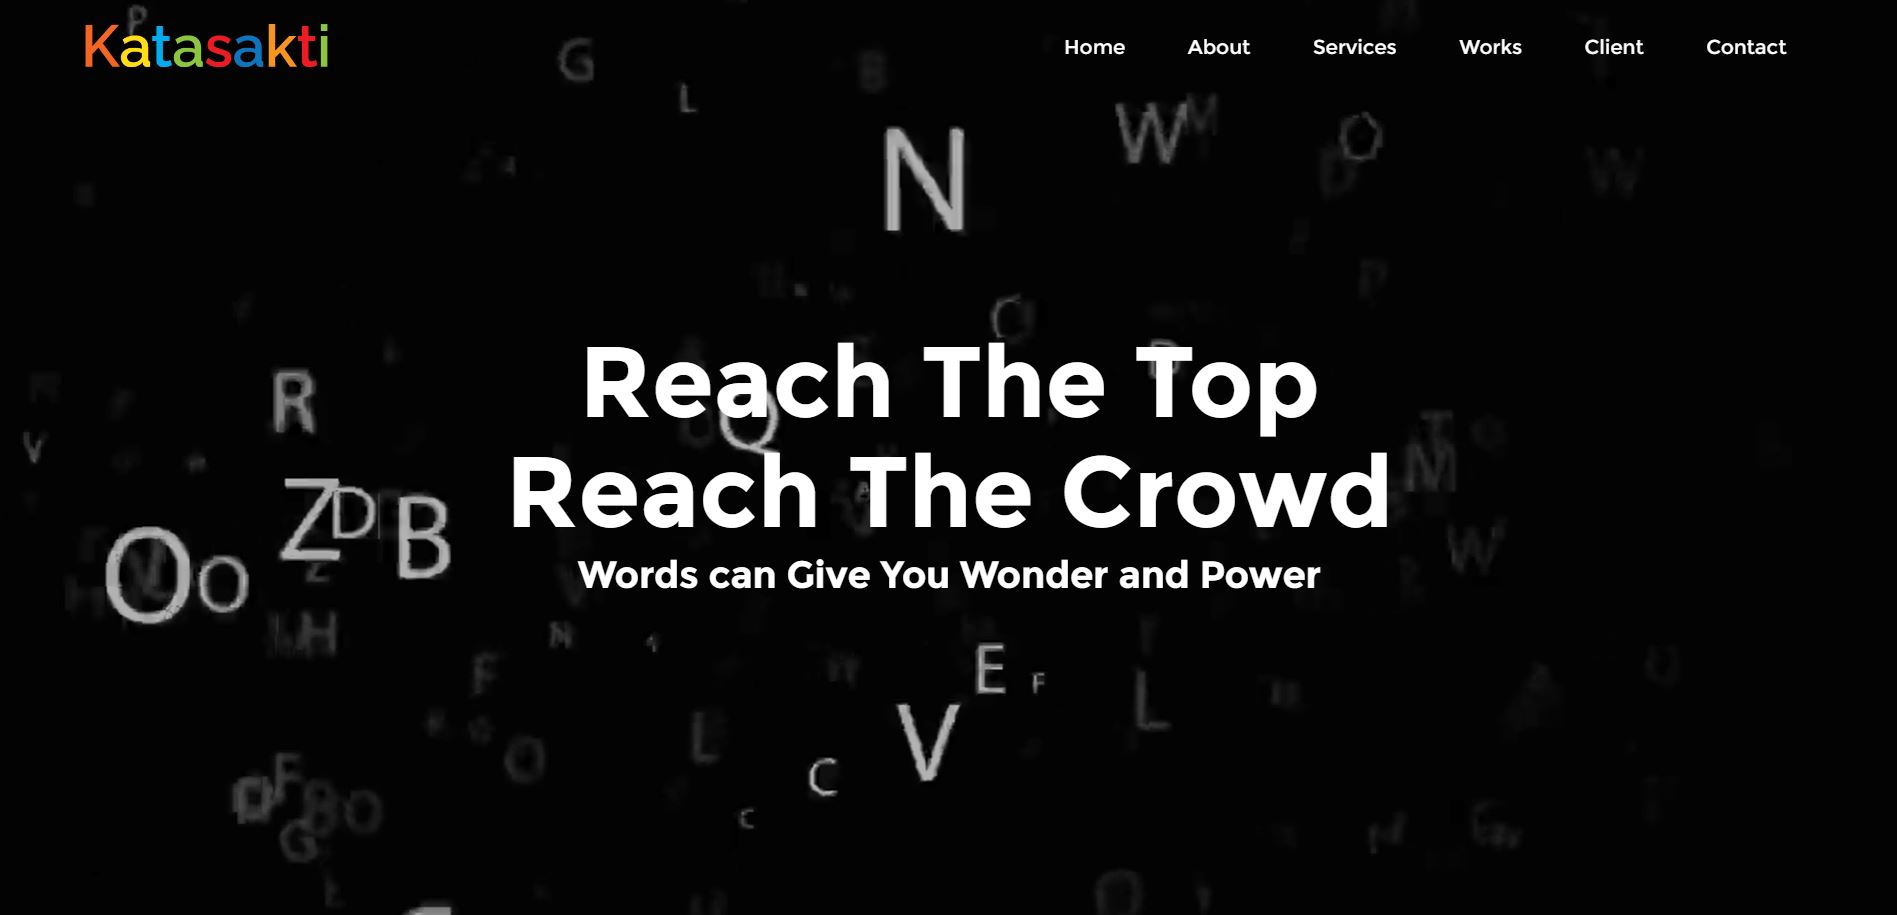 Katasakti
Home About Services Works Client Contact
Reach The Top
Reach The Crowd
Words can Give You Wonder and Power